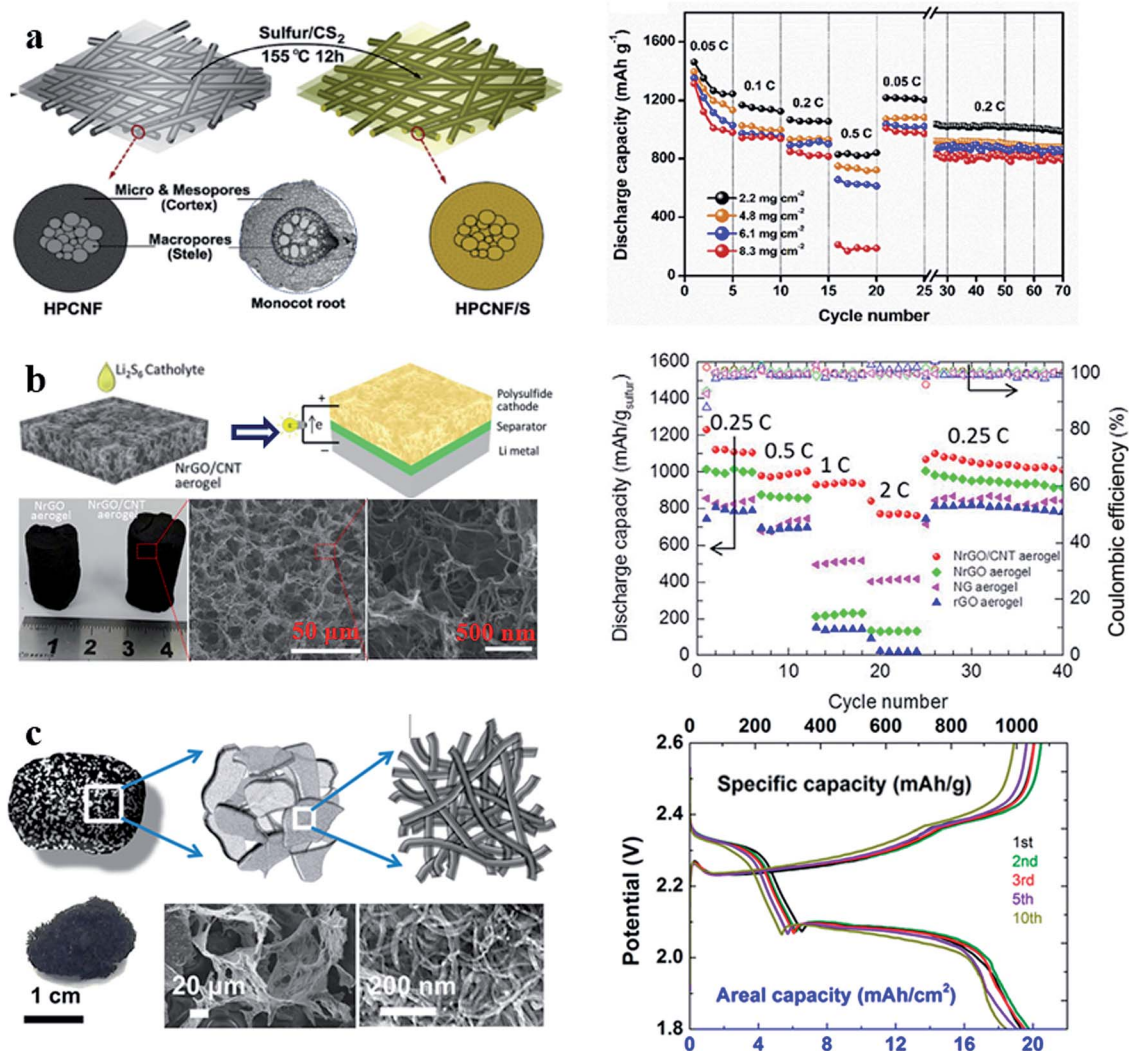 a
Sulfur/CS2
155 °C 12h
Micro & Mesopores
(Cortex)
Macropores
(Stele)
HPCNF
Monocot root
HPCNF/S
Discharge capacity (mAh g-1)
1600
1200
800
400
0
0.05 C
0.1 C
0.2 C
0.5 C
0.05 C
0.2 C
2.2 mg cm-2
4.8 mg cm-2
6.1 mg cm-2
8.3 mg cm-2
0 5 10 15 20 25 30 40 50 60 70
Cycle number
b
Li2S6 Catholyte
NrGO/CNT
aerogel
+
e
−
Polysulfide
cathode
Separator
Li metal
NrGO
aerogel
NrGO/CNT
aerogel
1 2 3 4
50 µm
500 nm
Discharge capacity (mAh/gsulfur)
1600
1400
1200
1000
800
600
400
200
0
0.25 C
0.5 C
1 C
2 C
0.25 C
NrGO/CNT aerogel
NrGO aerogel
NG aerogel
rGO aerogel
100
80
60
40
20
0
Coulombic efficiency (%)
0 10 20 30 40
Cycle number
c
1 cm
20 µm
200 nm
0 200 400 600 800 1000
Specific capacity (mAh/g)
Potential (V)
2.6
2.4
2.2
2.0
1.8
1st
2nd
3rd
5th
10th
Areal capacity (mAh/cm2)
0 4 8 12 16 20